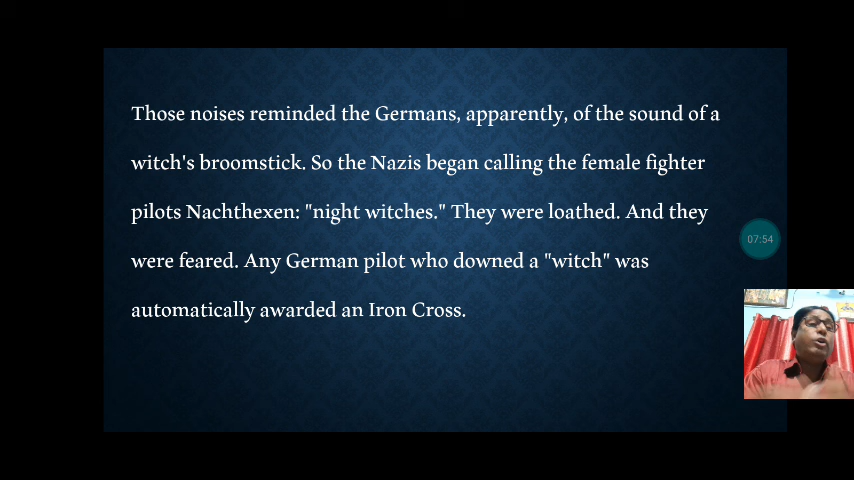 Those noises reminded the Germans, apparently, of the sound of a
witch's broomstick. So the Nazis began calling the female fighter
pilots Nachthexen: "night witches." They were loathed. And they
were feared. Any German pilot who downed a "witch" was
automatically awarded an Iron Cross.
07:54